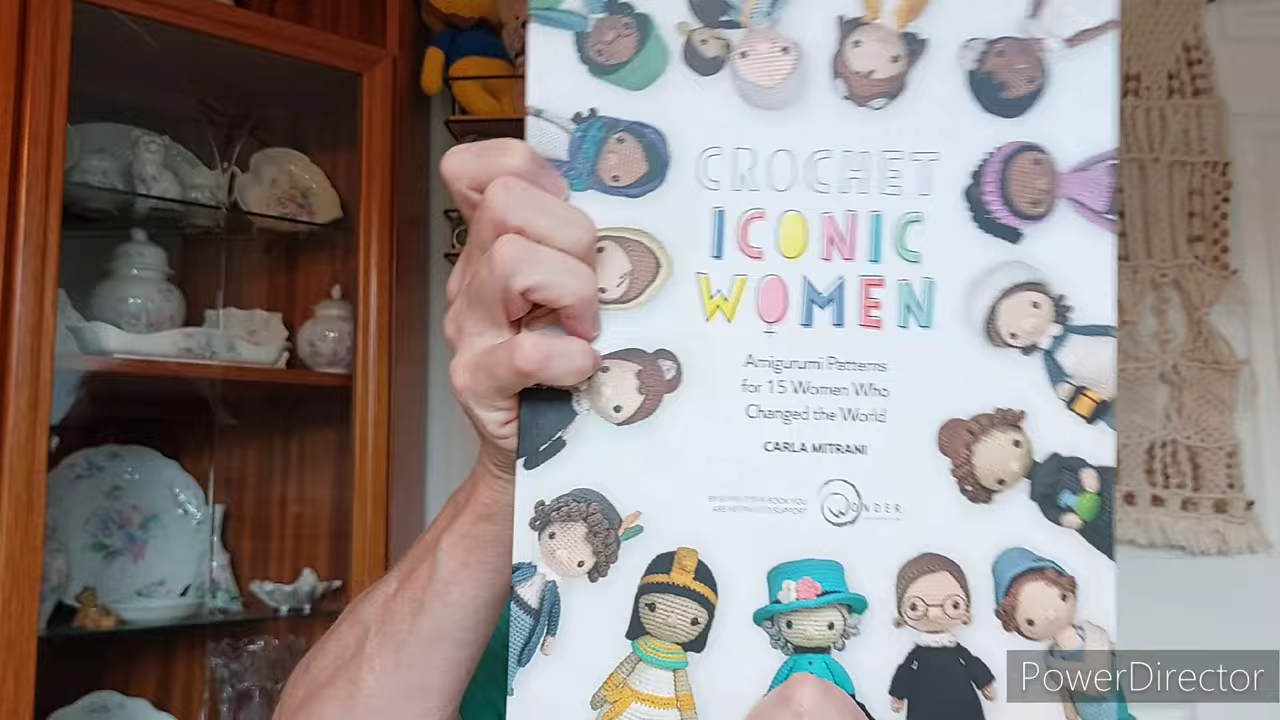 CROCHET
ICONIC
WOMEN
Amigurumi Patterns
for 15 Women Who
Changed the World
CARLA MITRANI
WONDER
PowerDirector